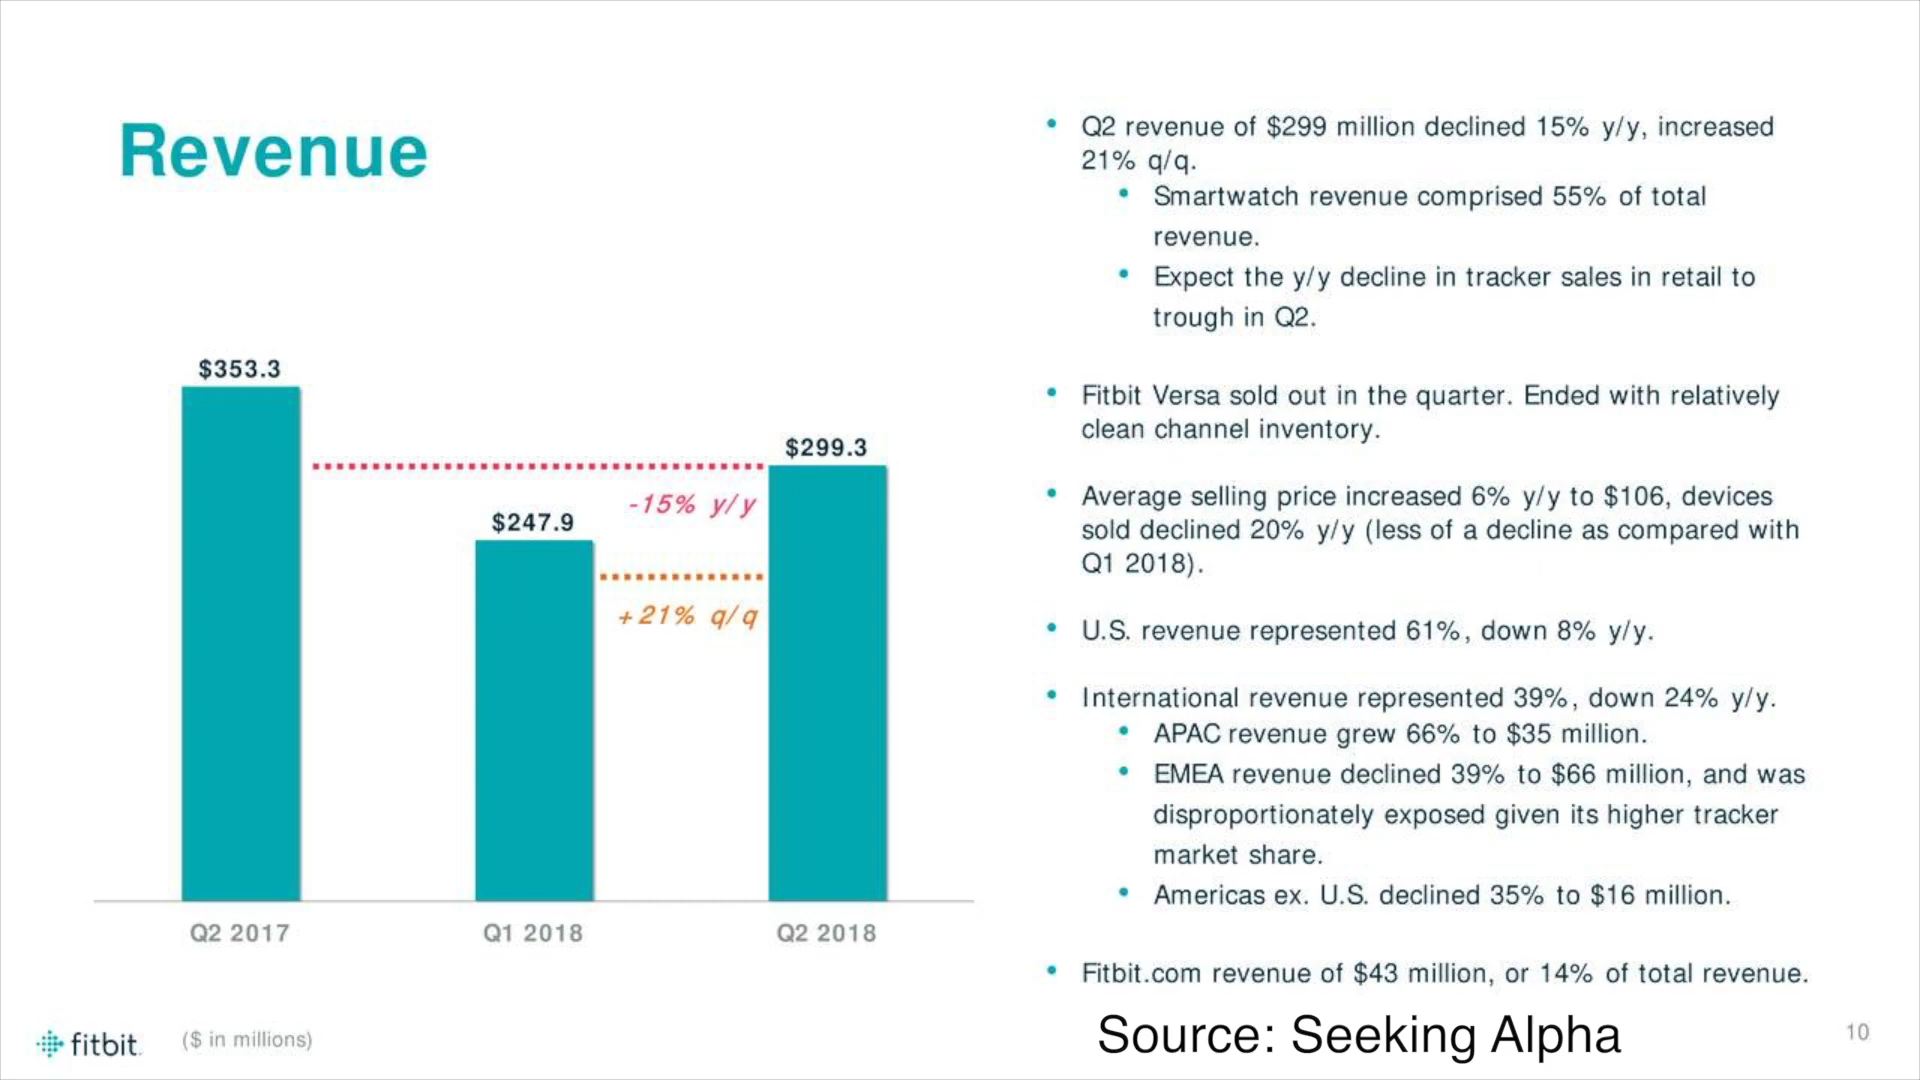 Revenue
$353.3
$299.3
-15% y/y
$247.9
+21% q/q
Q2 2017
Q1 2018
Q2 2018
• Q2 revenue of $299 million declined 15% y/y, increased
21% q/q.
• Smartwatch revenue comprised 55% of total
revenue.
• Expect the y/y decline in tracker sales in retail to
trough in Q2.
• Fitbit Versa sold out in the quarter. Ended with relatively
clean channel inventory.
• Average selling price increased 6% y/y to $106, devices
sold declined 20% y/y (less of a decline as compared with
Q1 2018).
• U.S. revenue represented 61%, down 8% y/y.
• International revenue represented 39%, down 24% y/y.
• APAC revenue grew 66% to $35 million.
• EMEA revenue declined 39% to $66 million, and was
disproportionately exposed given its higher tracker
market share.
• Americas ex. U.S. declined 35% to $16 million.
• Fitbit.com revenue of $43 million, or 14% of total revenue.
fitbit
($ in millions)
Source: Seeking Alpha
10